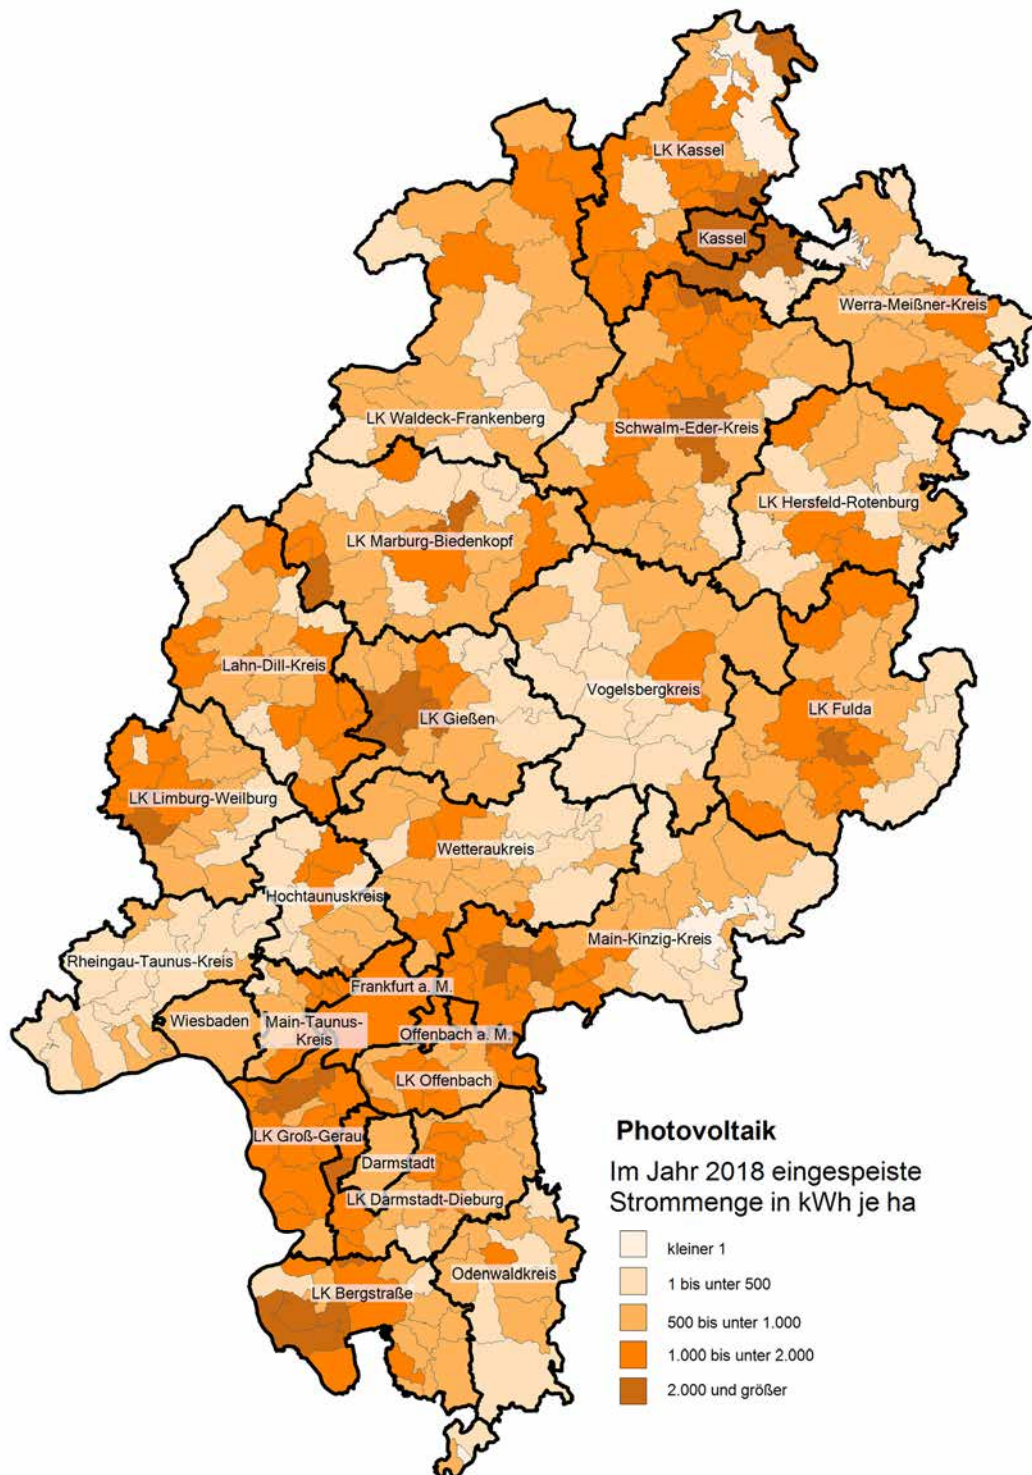 LK Kassel
Kassel
Werra-Meißner-Kreis
LK Waldeck-Frankenberg
Schwalm-Eder-Kreis
LK Hersfeld-Rotenburg
LK Marburg-Biedenkopf
Lahn-Dill-Kreis
Vogelsbergkreis
LK Gießen
LK Fulda
LK Limburg-Weilburg
Wetteraukreis
Hochtaunuskreis
Main-Kinzig-Kreis
Rheingau-Taunus-Kreis
Frankfurt a. M.
Wiesbaden
Main-Taunus-
Kreis
Offenbach a. M.
LK Offenbach
LK Groß-Gerau
Darmstadt
LK Darmstadt-Dieburg
Odenwaldkreis
LK Bergstraße
Photovoltaik
Im Jahr 2018 eingespeiste
Strommenge in kWh je ha
kleiner 1
1 bis unter 500
500 bis unter 1.000
1.000 bis unter 2.000
2.000 und größer